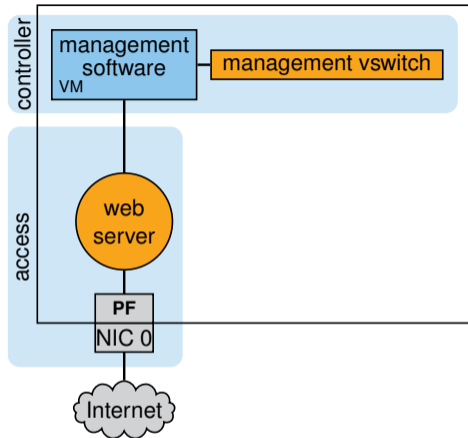 controller
management
software
VM
management vswitch
access
web
server
PF
NIC 0
Internet